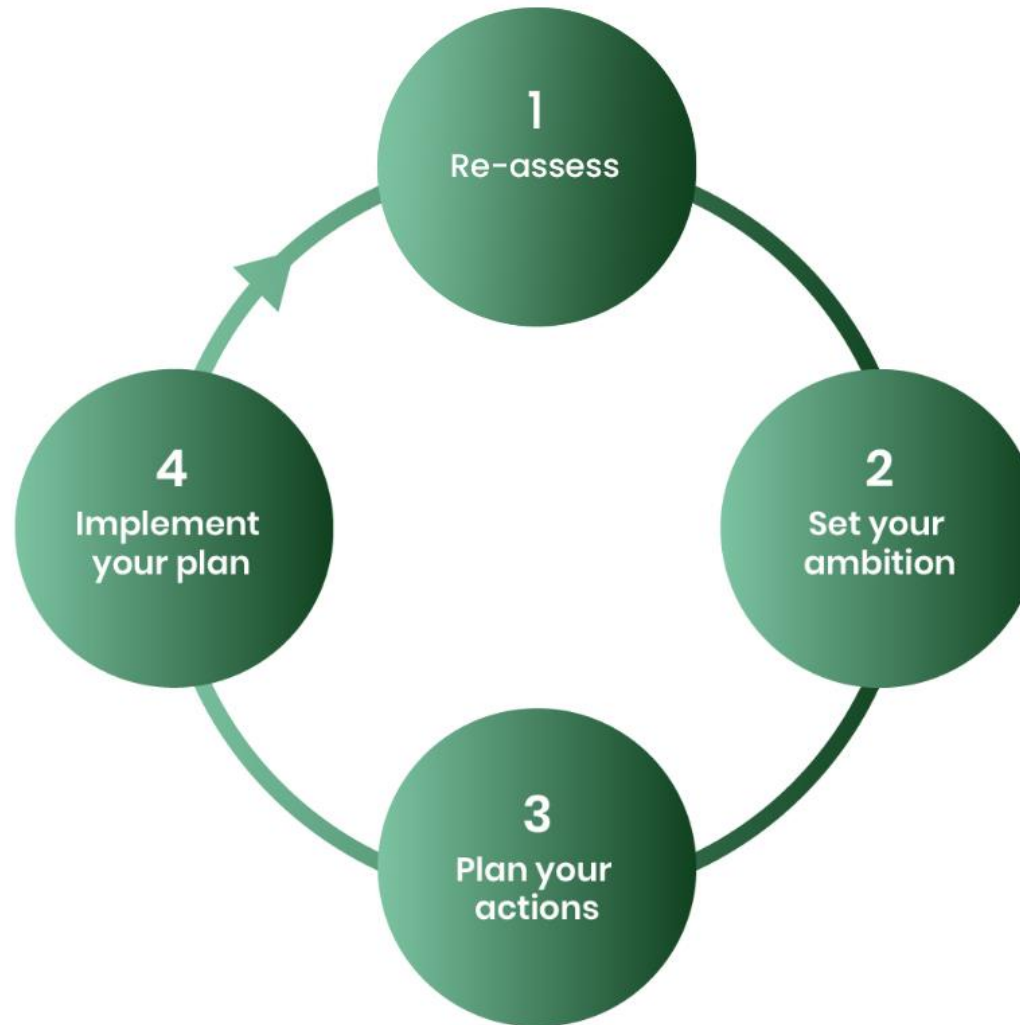 1
Re-assess
2
Set your
ambition
3
Plan your
actions
4
Implement
your plan